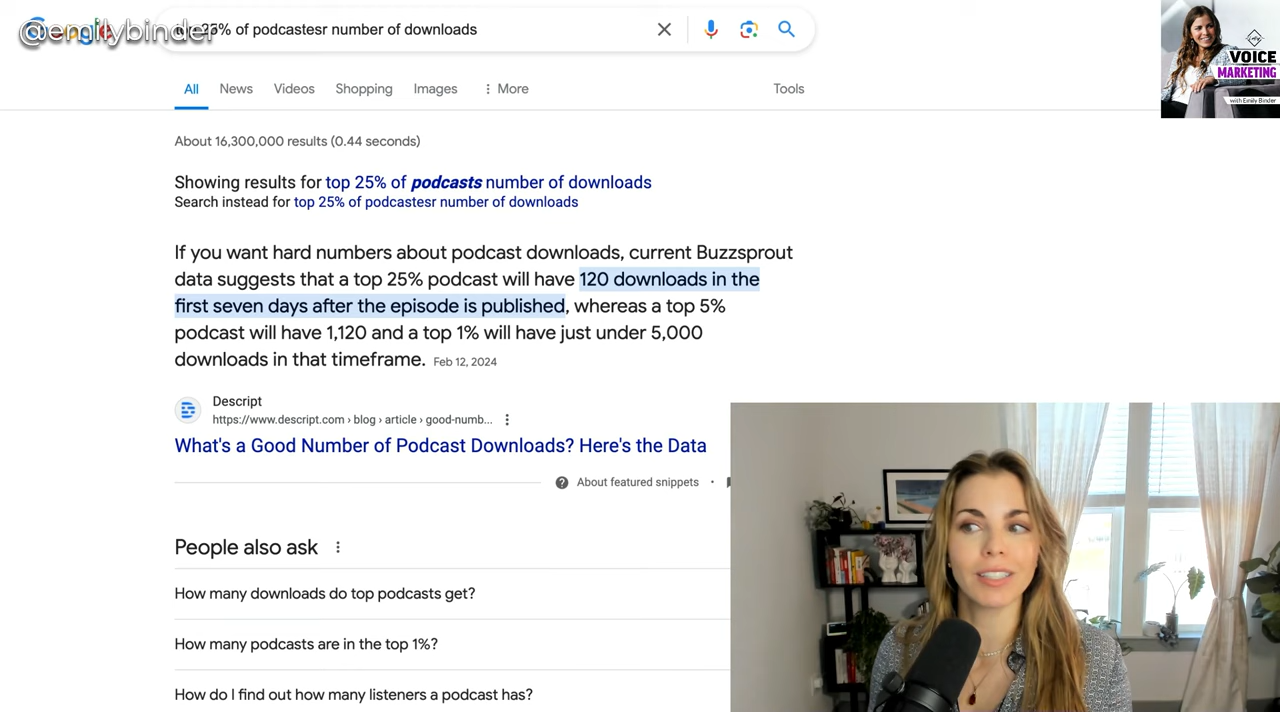 @emilybinder
top 25% of podcastesr number of downloads
All News Videos Shopping Images More Tools
VOICE
MARKETING
with Emily Binder
About 16,300,000 results (0.44 seconds)
Showing results for top 25% of podcasts number of downloads
Search instead for top 25% of podcastesr number of downloads
If you want hard numbers about podcast downloads, current Buzzsprout
data suggests that a top 25% podcast will have 120 downloads in the
first seven days after the episode is published, whereas a top 5%
podcast will have 1,120 and a top 1% will have just under 5,000
downloads in that timeframe. Feb 12, 2024
Descript
https://www.descript.com › blog › article › good-numb...
What's a Good Number of Podcast Downloads? Here's the Data
About featured snippets
People also ask
How many downloads do top podcasts get?
How many podcasts are in the top 1%?
How do I find out how many listeners a podcast has?